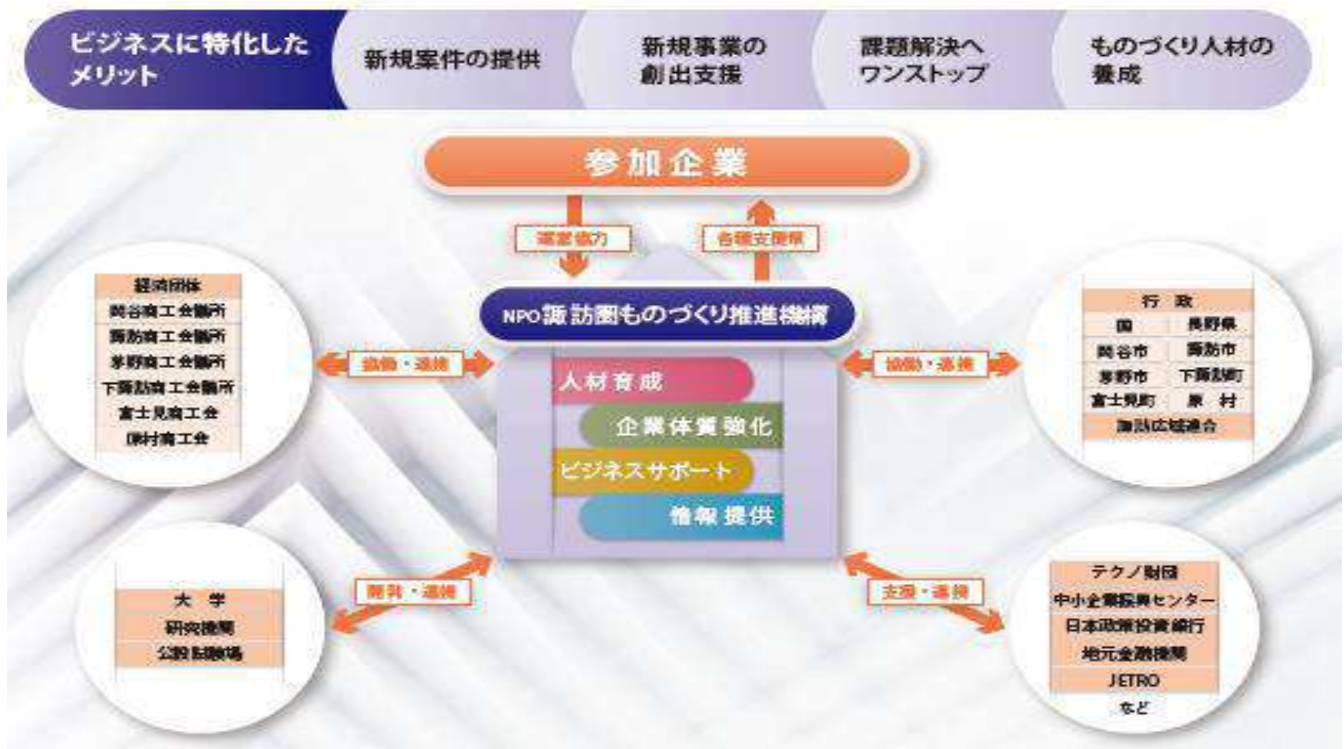 ビジネスに特化した
メリット
新規案件の提供
新規事業の
創出支援
課題解決へ
ワンストップ
ものづくり人材の
養成
参加企業
運営協力
各種支援県
経済団体
岡谷商工会議所
諏訪商工会議所
茅野商工会議所
下諏訪商工会議所
富士見商工会
原村商工会
協働・連携
NPO諏訪圏ものづくり推進機構
人材育成
企業体質強化
ビジネスサポート
情報提供
協働・連携
行 政
国 長野県
岡谷市 諏訪市
茅野市 下諏訪町
富士見町 原 村
諏訪広域連合
大 学
研究機関
公設試験場
開発・連携
支援・連携
テクノ財団
中小企業振興センター
日本政策投資銀行
地元金融機関
JETRO
など